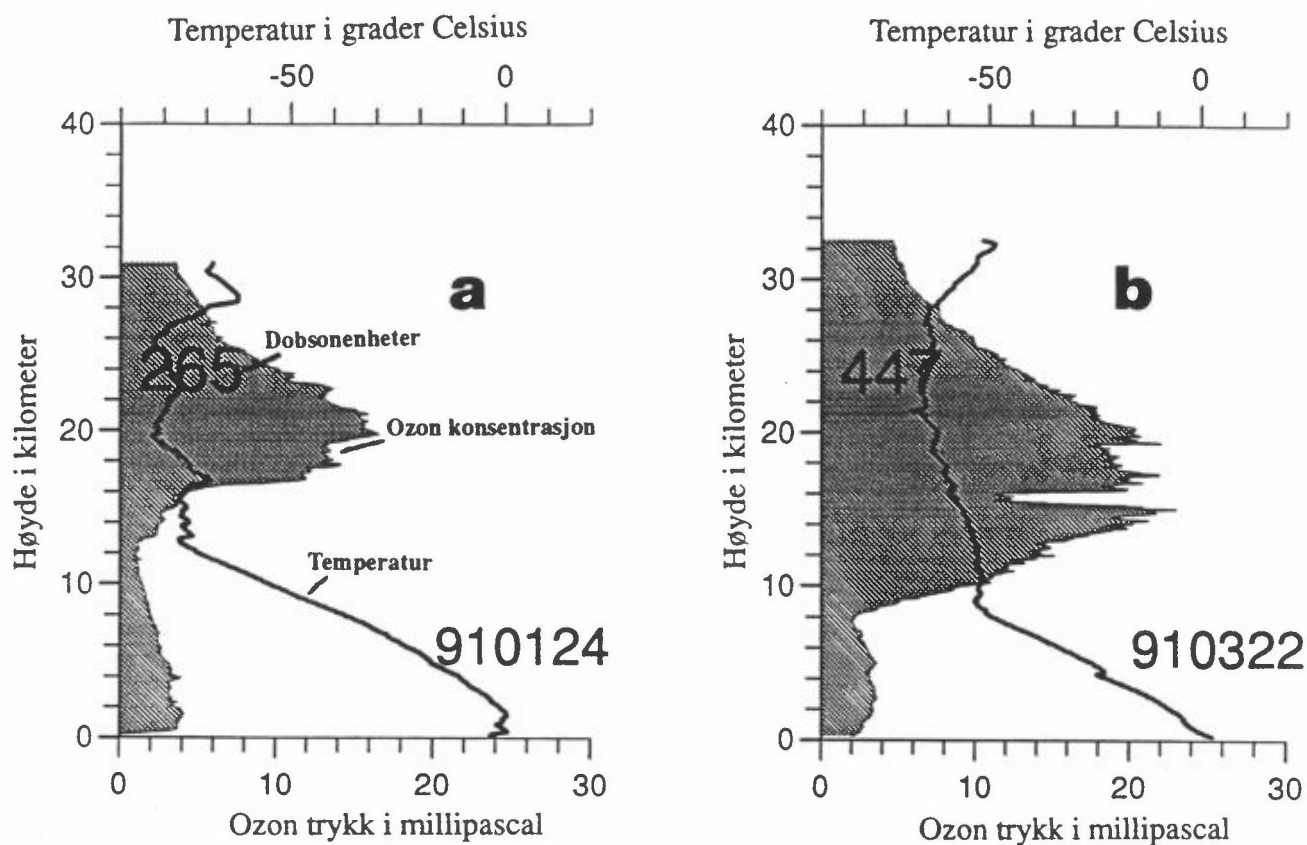 Temperatur i grader Celsius
-50 0
40
30
20
10
0
Høyde i kilometer
a
265
Dobsonenheter
Ozon konsentrasjon
Temperatur
910124
0 10 20 30
Ozon trykk i millipascal
Temperatur i grader Celsius
-50 0
40
30
20
10
0
Høyde i kilometer
b
447
910322
0 10 20 30
Ozon trykk i millipascal